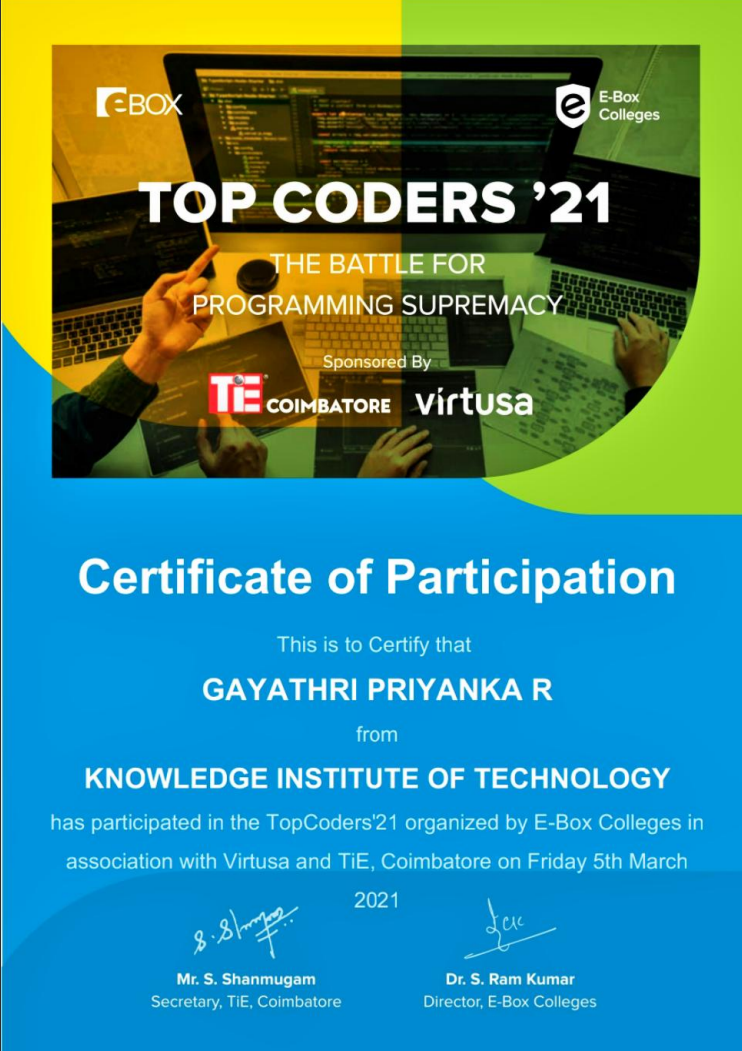 eBOX
E-Box
Colleges
TOP CODERS ’21
THE BATTLE FOR
PROGRAMMING SUPREMACY
Sponsored By
TiE COIMBATORE virtusa
Certificate of Participation
This is to Certify that
GAYATHRI PRIYANKA R
from
KNOWLEDGE INSTITUTE OF TECHNOLOGY
has participated in the TopCoders'21 organized by E-Box Colleges in
association with Virtusa and TiE, Coimbatore on Friday 5th March
2021
Mr. S. Shanmugam
Secretary, TiE, Coimbatore
Dr. S. Ram Kumar
Director, E-Box Colleges